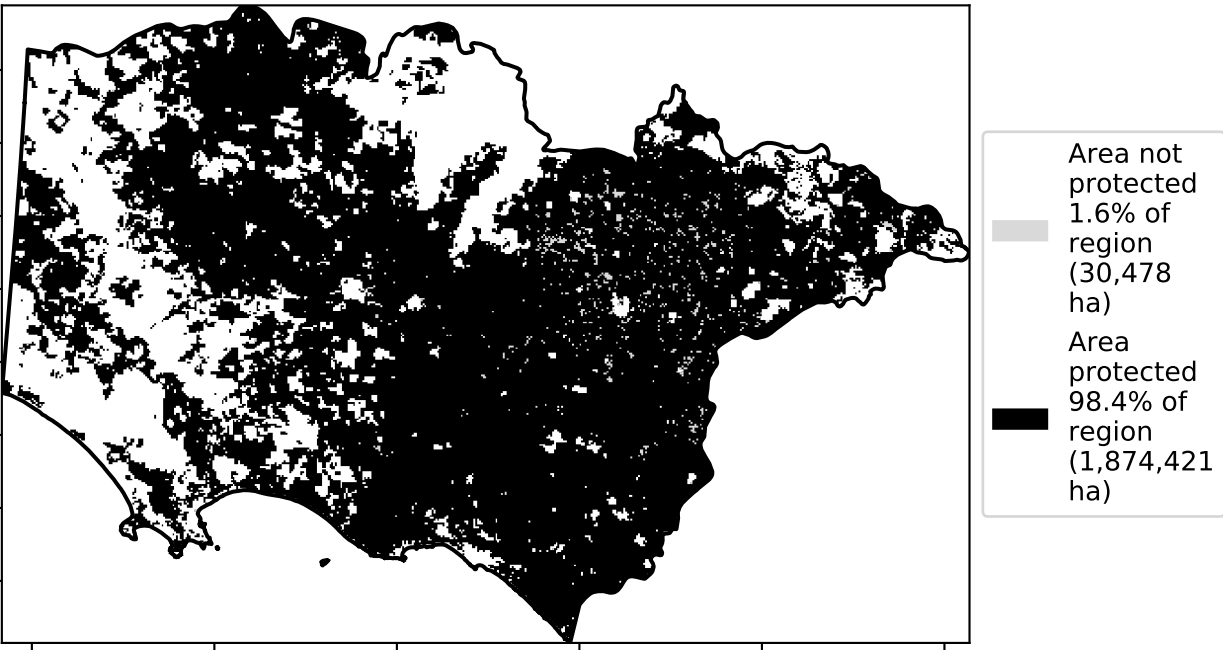 Area not
protected
1.6% of
region
(30,478
ha)
Area
protected
98.4% of
region
(1,874,421
ha)